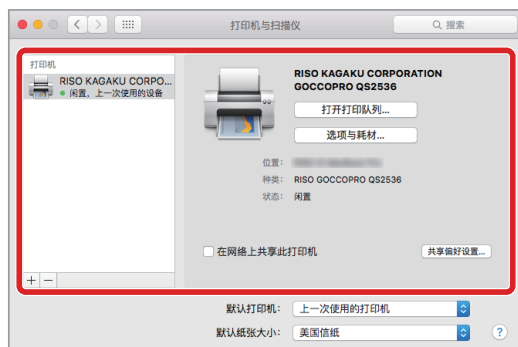 打印机与扫描仪
搜索
打印机
RISO KAGAKU CORPO...
闲置，上一次使用的设备
RISO KAGAKU CORPORATION
GOCCOPRO QS2536
打开打印队列...
选项与耗材...
位置：
种类： RISO GOCCOPRO QS2536
状态： 闲置
在网络上共享此打印机
共享偏好设置...
+ −
默认打印机： 上一次使用的打印机
默认纸张大小： 美国信纸
?